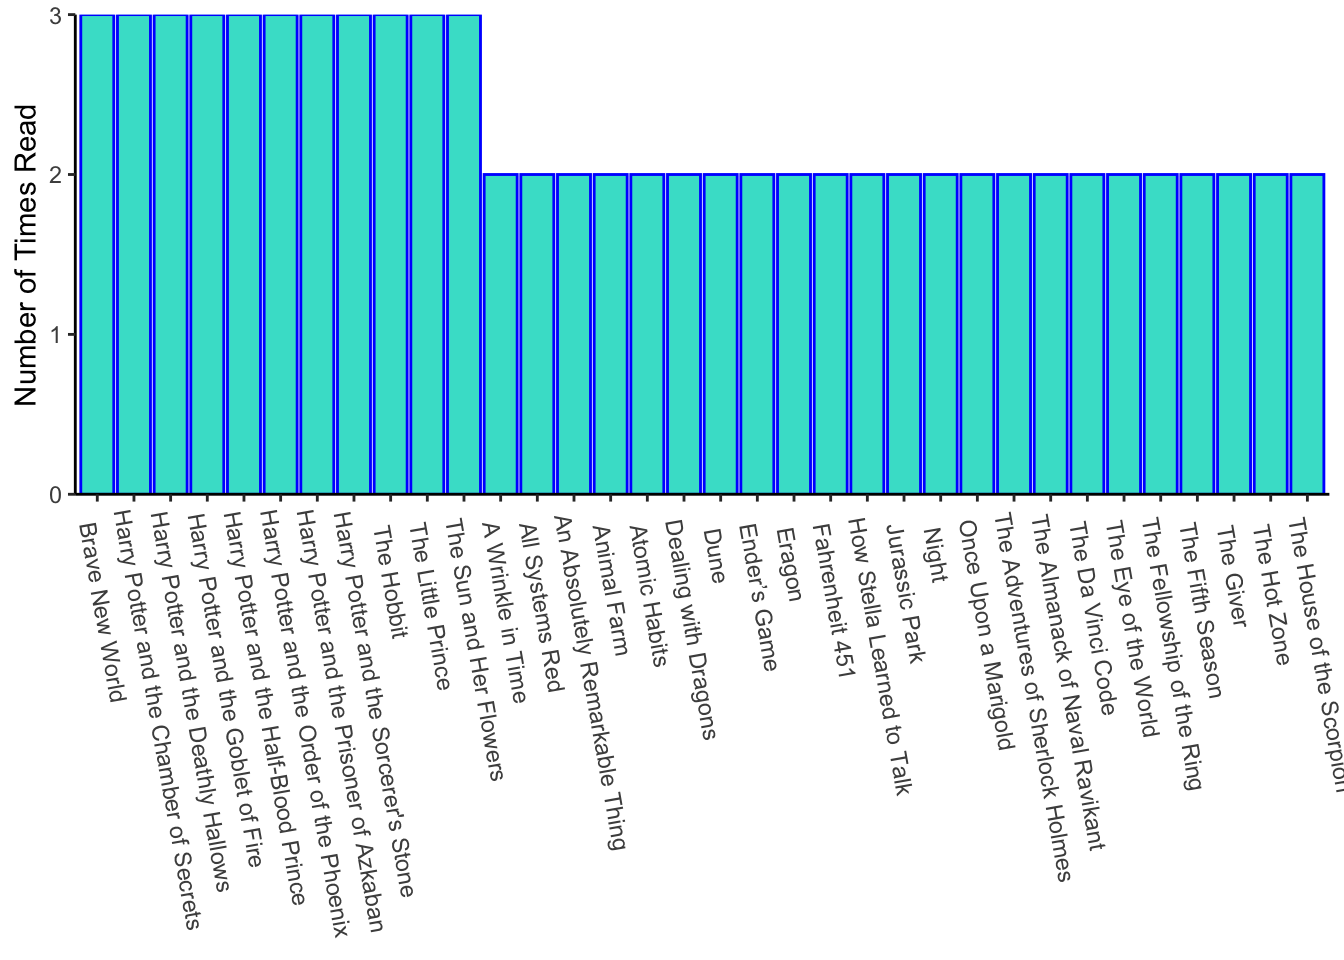 Number of Times Read
3
2
1
0
Brave New World
Harry Potter and the Chamber of Secrets
Harry Potter and the Deathly Hallows
Harry Potter and the Goblet of Fire
Harry Potter and the Half-Blood Prince
Harry Potter and the Order of the Phoenix
Harry Potter and the Prisoner of Azkaban
Harry Potter and the Sorcerer's Stone
The Hobbit
The Little Prince
The Sun and Her Flowers
A Wrinkle in Time
All Systems Red
An Absolutely Remarkable Thing
Animal Farm
Atomic Habits
Dealing with Dragons
Dune
Ender’s Game
Eragon
Fahrenheit 451
How Stella Learned to Talk
Jurassic Park
Night
Once Upon a Marigold
The Adventures of Sherlock Holmes
The Almanack of Naval Ravikant
The Da Vinci Code
The Eye of the World
The Fellowship of the Ring
The Fifth Season
The Giver
The Hot Zone
The House of the Scorpion